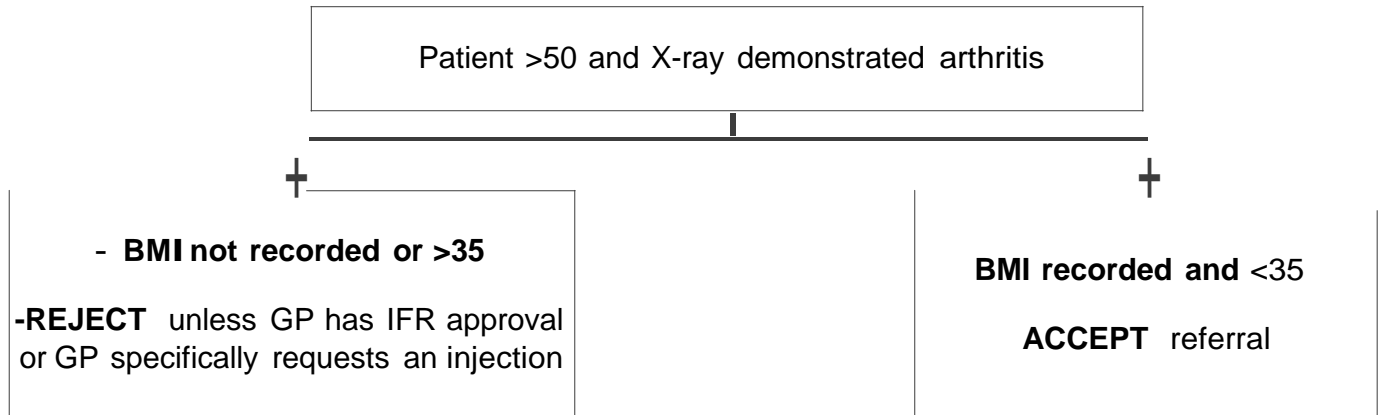 Patient >50 and X-ray demonstrated arthritis
- BMI not recorded or >35
-REJECT unless GP has IFR approval
or GP specifically requests an injection
BMI recorded and <35
ACCEPT referral